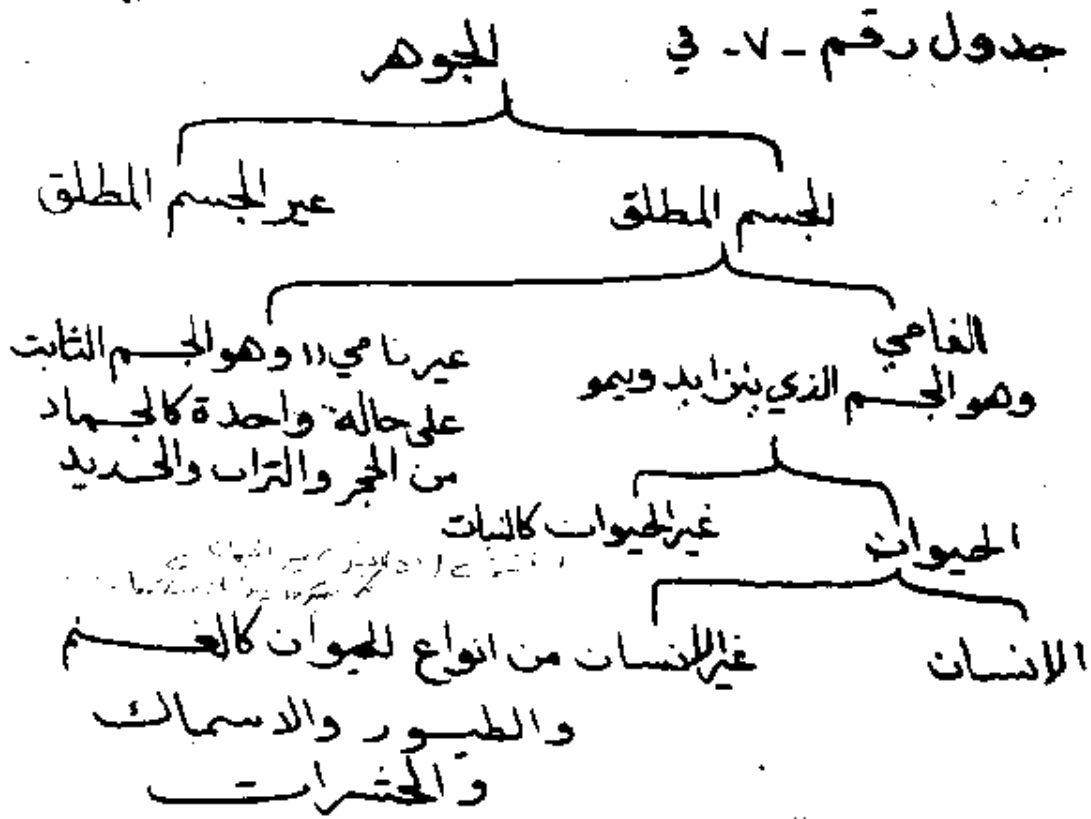 جدول رقم - ٧ - في
الجوهر
الجسم المطلق
غير الجسم المطلق
النامي
وهو الجسم الذي يتزايد وينمو
غير نامي وهو الجسم الثابت
على حالة واحدة كالجماد
من الحجر والتراب والحديد
الحيوان
غير الحيوان كالنبات
الانسان
غير الانسان من انواع الحيوان كالغنم
والطيور والاسماك
والحشرات